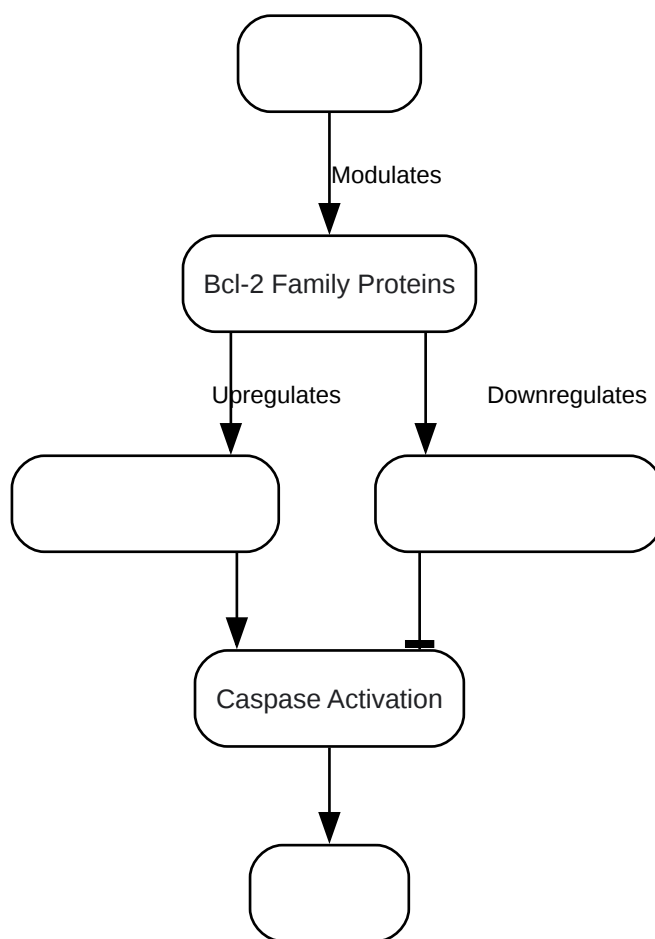 Modulates
Bcl-2 Family Proteins
Upregulates
Downregulates
Caspase Activation